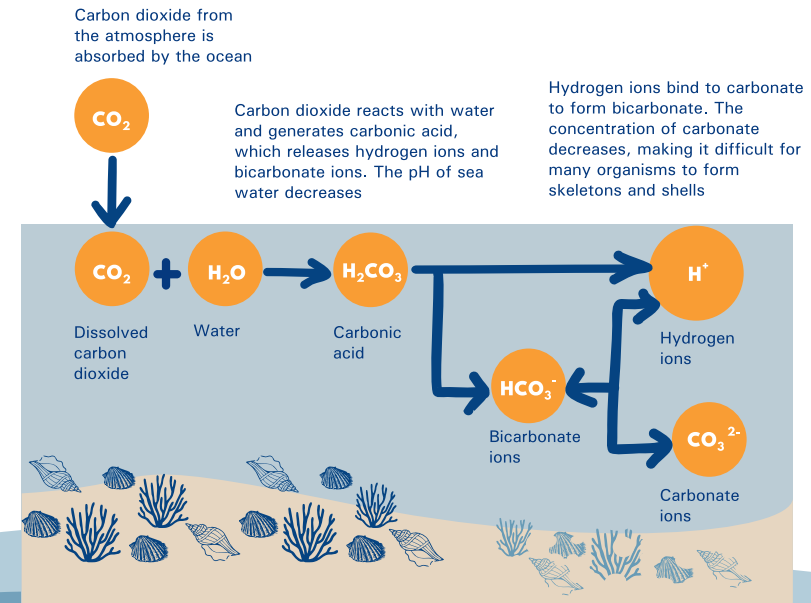 Carbon dioxide from
the atmosphere is
absorbed by the ocean
CO₂
Carbon dioxide reacts with water
and generates carbonic acid,
which releases hydrogen ions and
bicarbonate ions. The pH of sea
water decreases
Hydrogen ions bind to carbonate
to form bicarbonate. The
concentration of carbonate
decreases, making it difficult for
many organisms to form
skeletons and shells
CO₂
+
H₂O
H₂CO₃
H⁺
Dissolved
carbon
dioxide
Water
Carbonic
acid
Hydrogen
ions
HCO₃⁻
Bicarbonate
ions
CO₃²⁻
Carbonate
ions